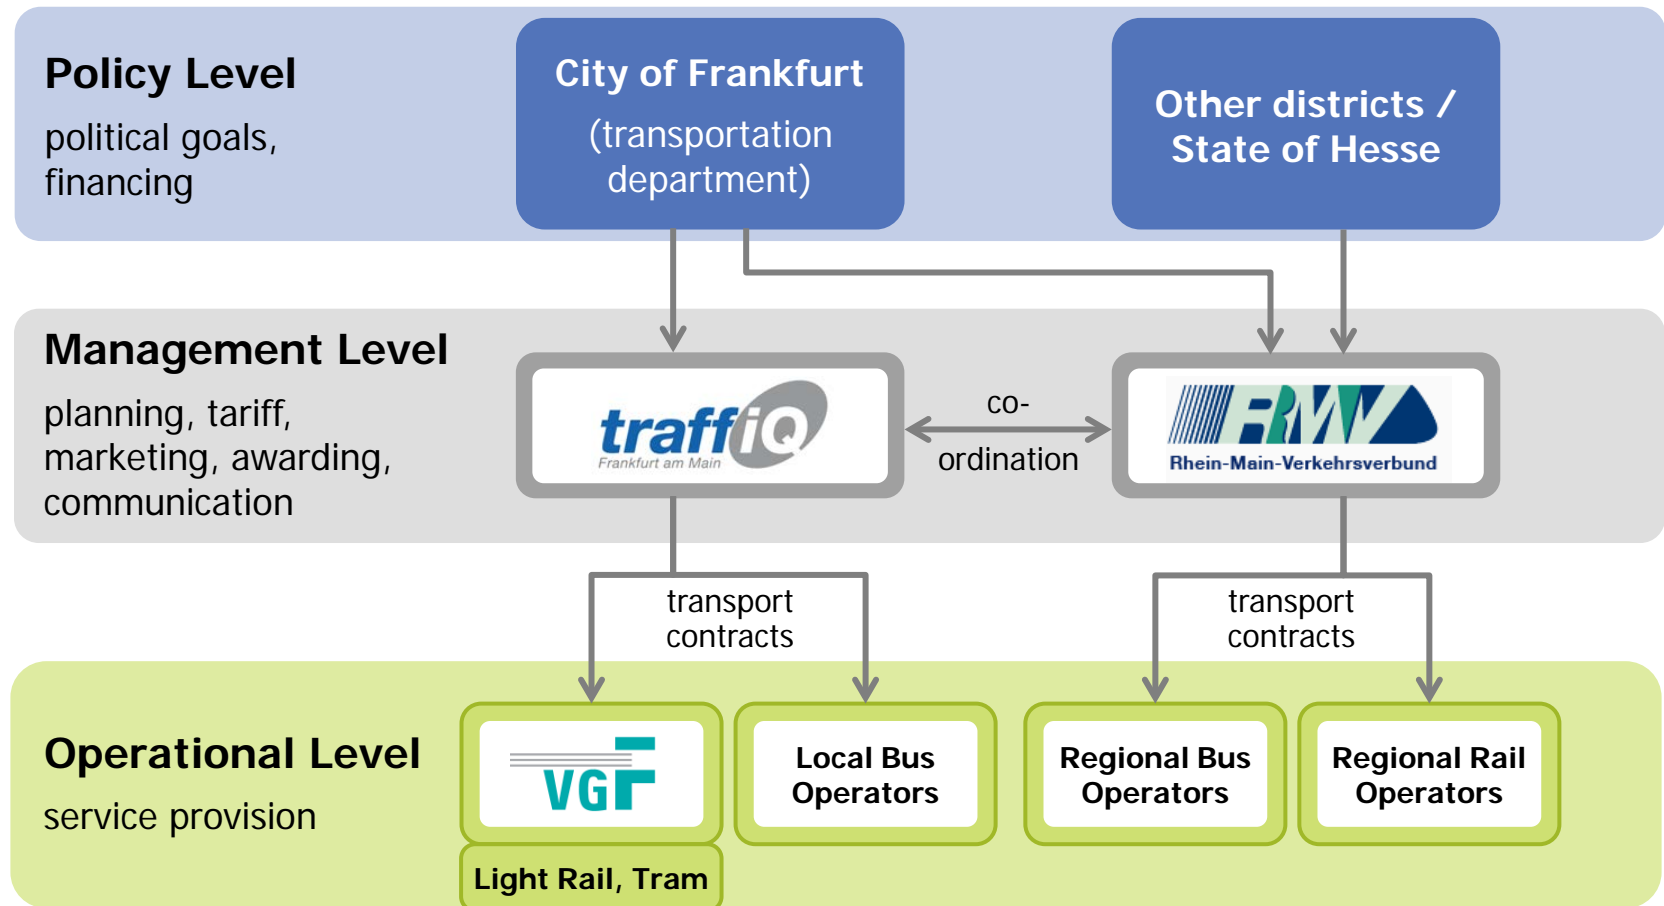 Policy Level
political goals,
financing
City of Frankfurt
(transportation
department)
Other districts /
State of Hesse
Management Level
planning, tariff,
marketing, awarding,
communication
traffiQ
Frankfurt am Main
co-
ordination
RMV
Rhein-Main-Verkehrsverbund
transport
contracts
transport
contracts
Operational Level
service provision
VGF
Light Rail, Tram
Local Bus
Operators
Regional Bus
Operators
Regional Rail
Operators